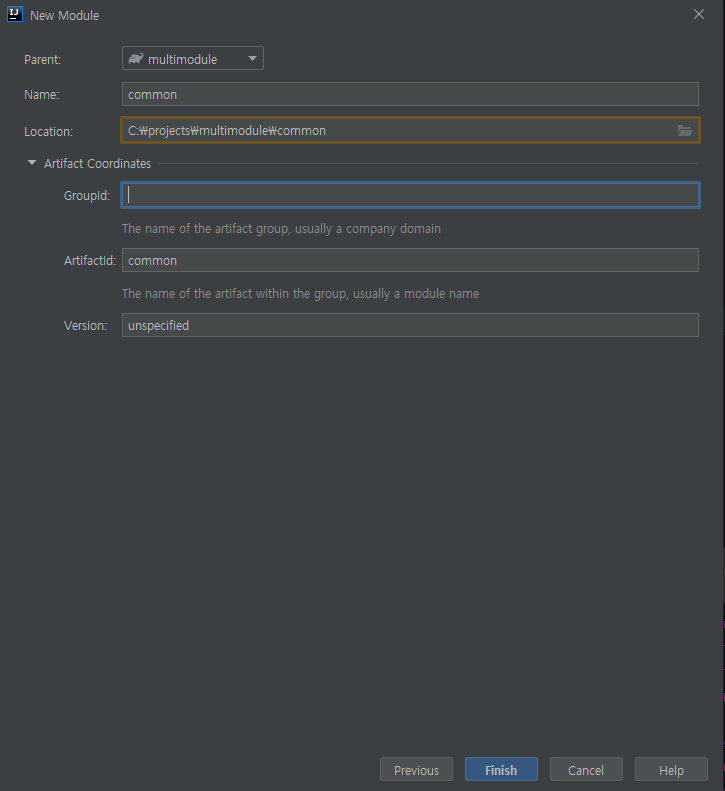 IJ New Module
Parent: multimodule
Name: common
Location: C:₩projects₩multimodule₩common
Artifact Coordinates
GroupId:
The name of the artifact group, usually a company domain
ArtifactId: common
The name of the artifact within the group, usually a module name
Version: unspecified
Previous Finish Cancel Help